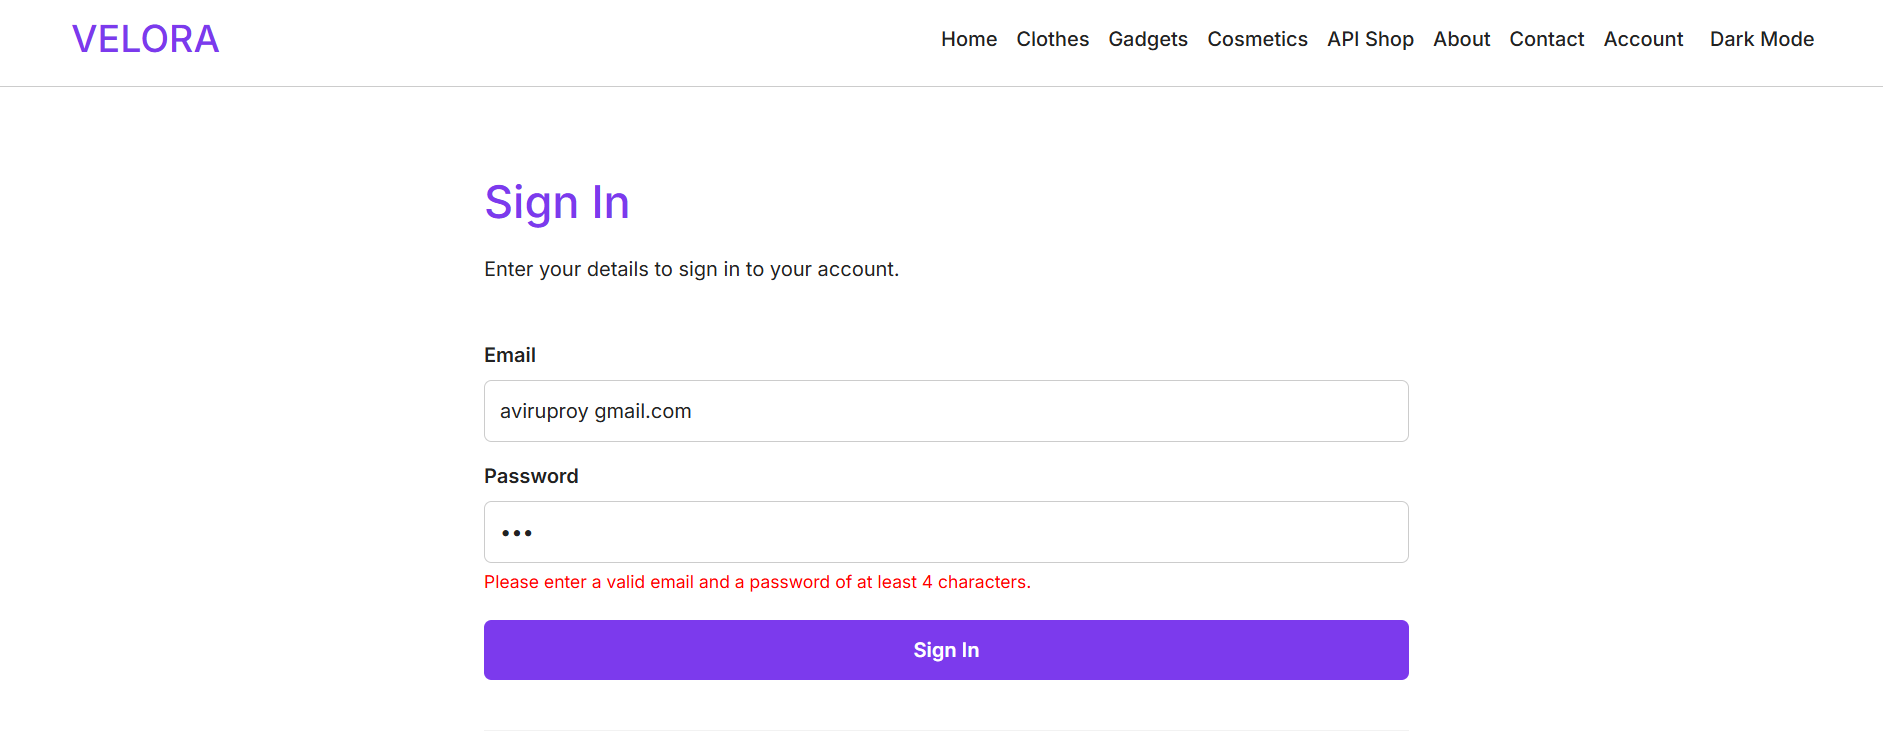 VELORA
Home Clothes Gadgets Cosmetics API Shop About Contact Account Dark Mode
Sign In
Enter your details to sign in to your account.
Email
aviruproy gmail.com
Password
•••
Please enter a valid email and a password of at least 4 characters.
Sign In